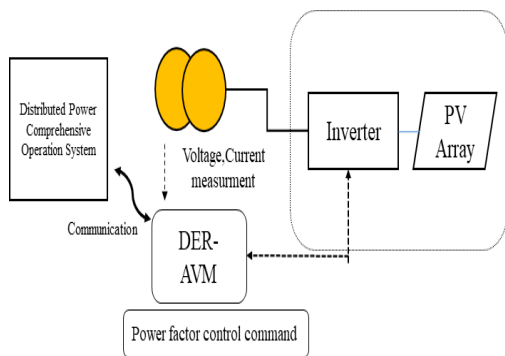 Distributed Power
Comprehensive
Operation System
Voltage,Current
measurment
Inverter
PV
Array
Communication
DER-
AVM
Power factor control command